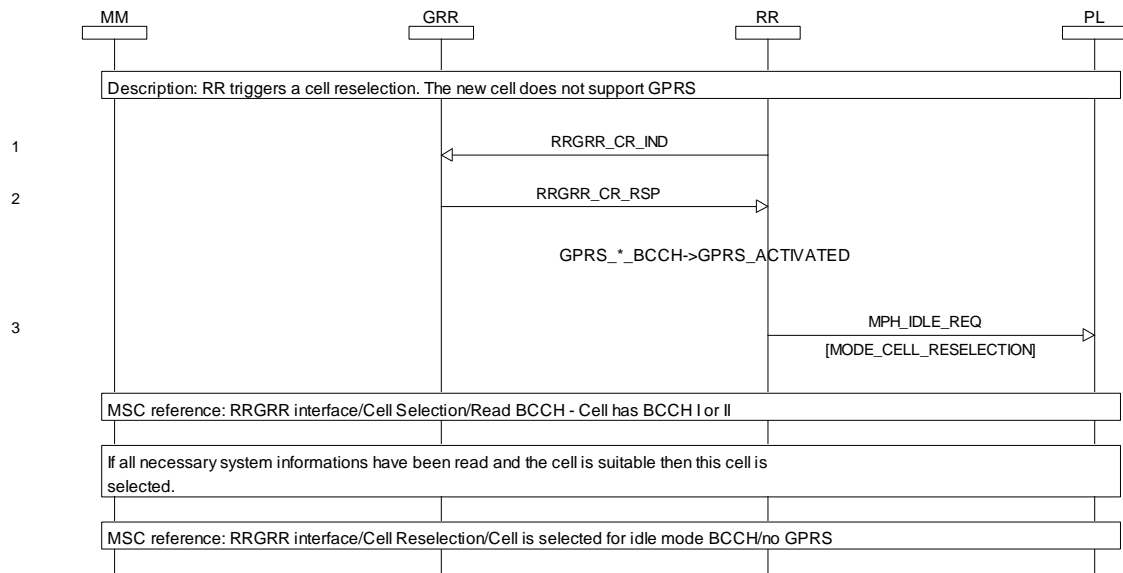 MM GRR RR PL
Description: RR triggers a cell reselection. The new cell does not support GPRS
1 RRGRR_CR_IND
2 RRGRR_CR_RSP
GPRS_*_BCCH->GPRS_ACTIVATED
3 MPH_IDLE_REQ
[MODE_CELL_RESELECTION]
MSC reference: RRGRR interface/Cell Selection/Read BCCH - Cell has BCCH I or II
If all necessary system informations have been read and the cell is suitable then this cell is
selected.
MSC reference: RRGRR interface/Cell Reselection/Cell is selected for idle mode BCCH/no GPRS